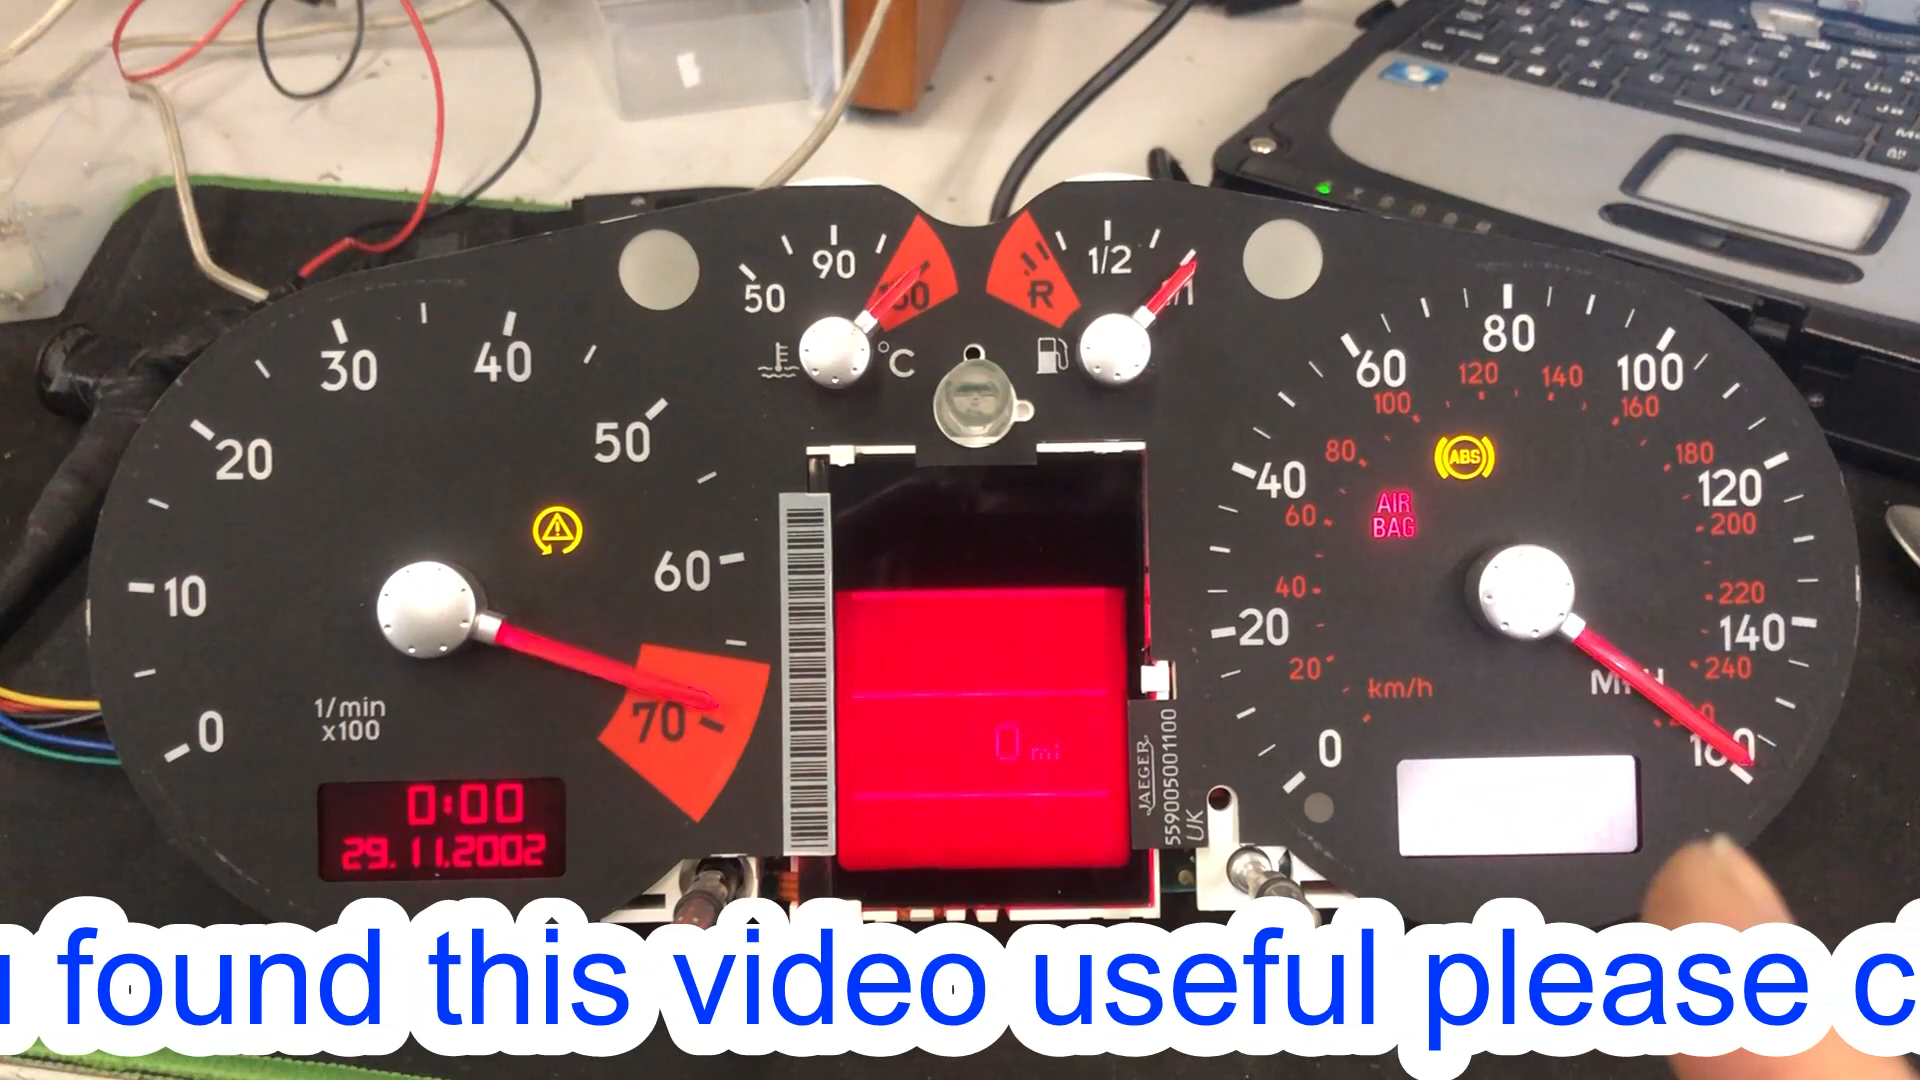 50
90
1/2
R
°C
30
40
20
50
10
60
0
1/min
x100
70
0:00
29.11.2002
0 mi
JAEGER
559005001100
UK
60
80
100
120
140
100
160
80
180
40
ABS
120
AIR
BAG
60
200
40
220
20
140
20
240
km/h
0
u found this video useful please c